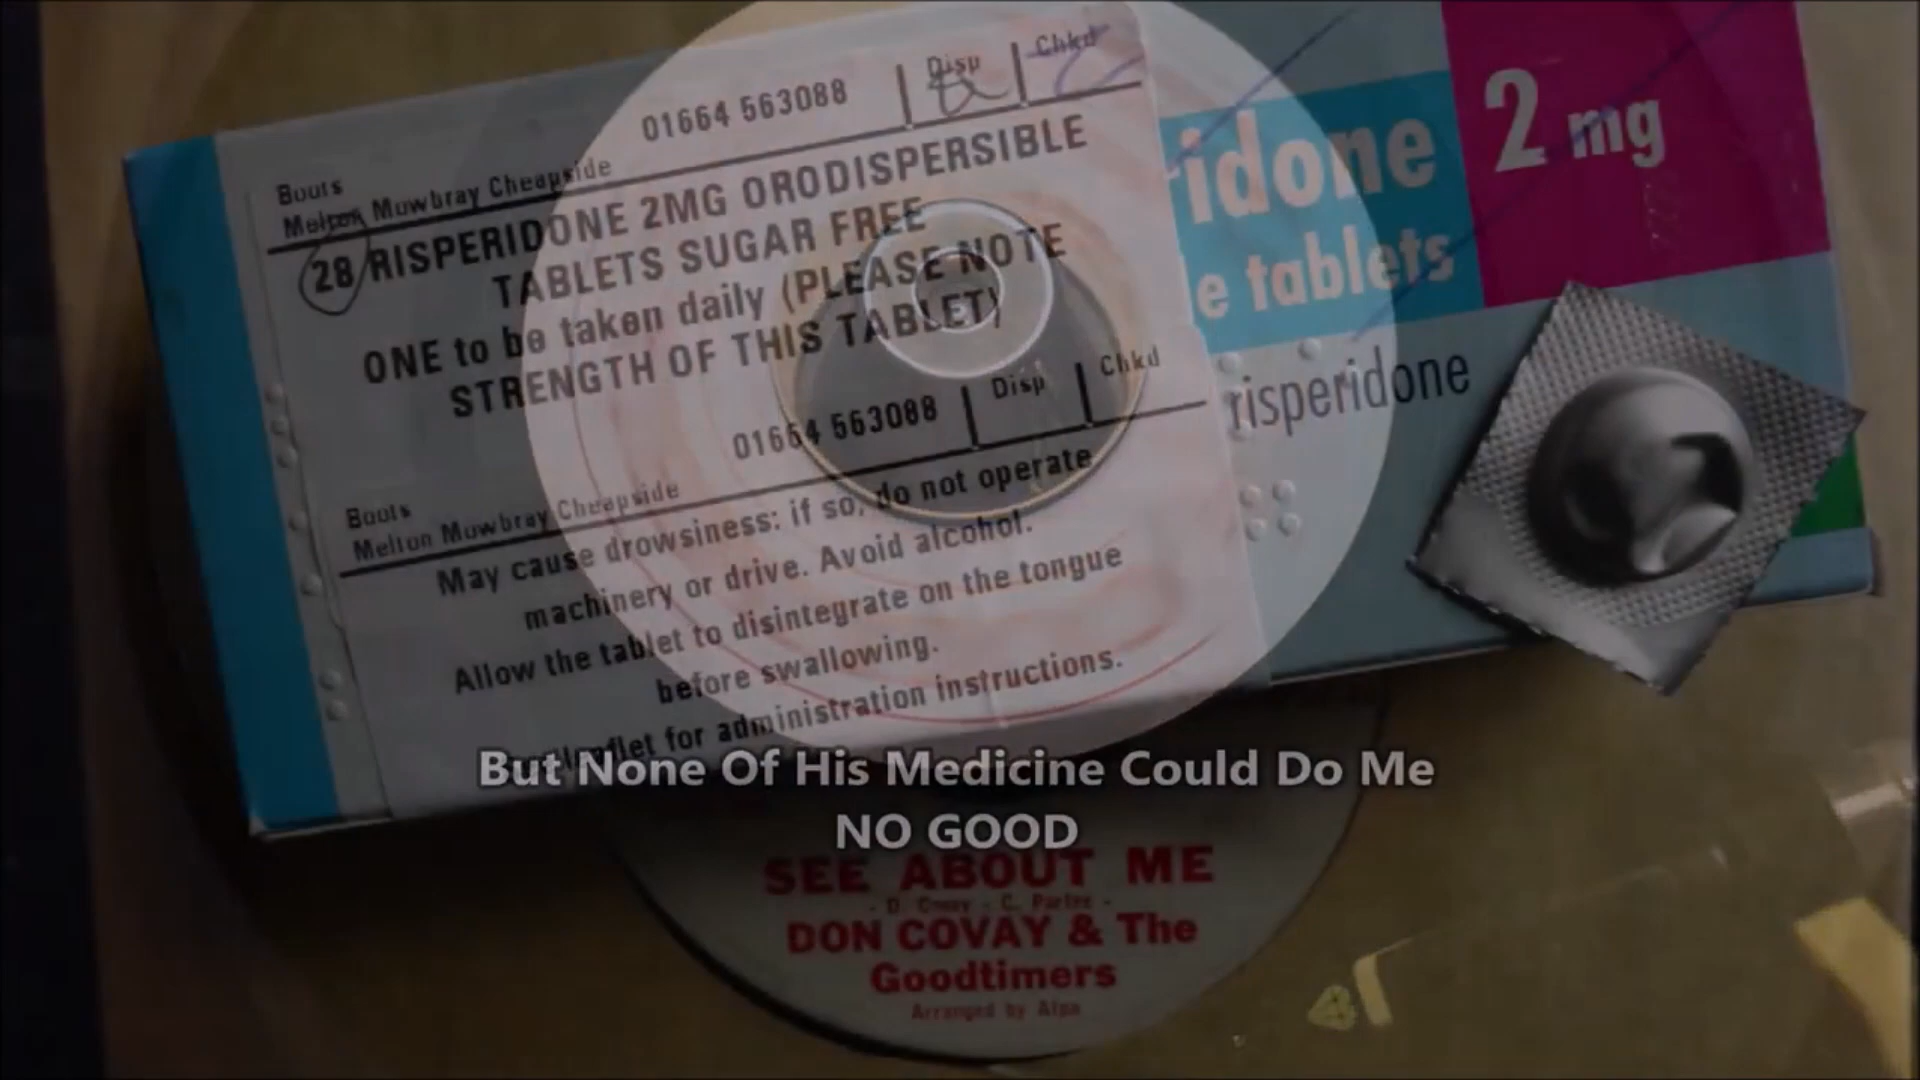 01664 563088 Disp Chkd
Boots
Melton Mowbray Cheapside
28 RISPERIDONE 2MG ORODISPERSIBLE
TABLETS SUGAR FREE
ONE to be taken daily (PLEASE NOTE
STRENGTH OF THIS TABLET)
01664 563088 Disp Chkd
Boots
Melton Mowbray Cheapside
May cause drowsiness: if so, do not operate
machinery or drive. Avoid alcohol.
Allow the tablet to disintegrate on the tongue
before swallowing.
leaflet for administration instructions.
idone 2 mg
e tablets
risperidone
But None Of His Medicine Could Do Me
NO GOOD
SEE ABOUT ME
- D. Covay - C.
DON COVAY & The
Goodtimers
Arranged by Alpa